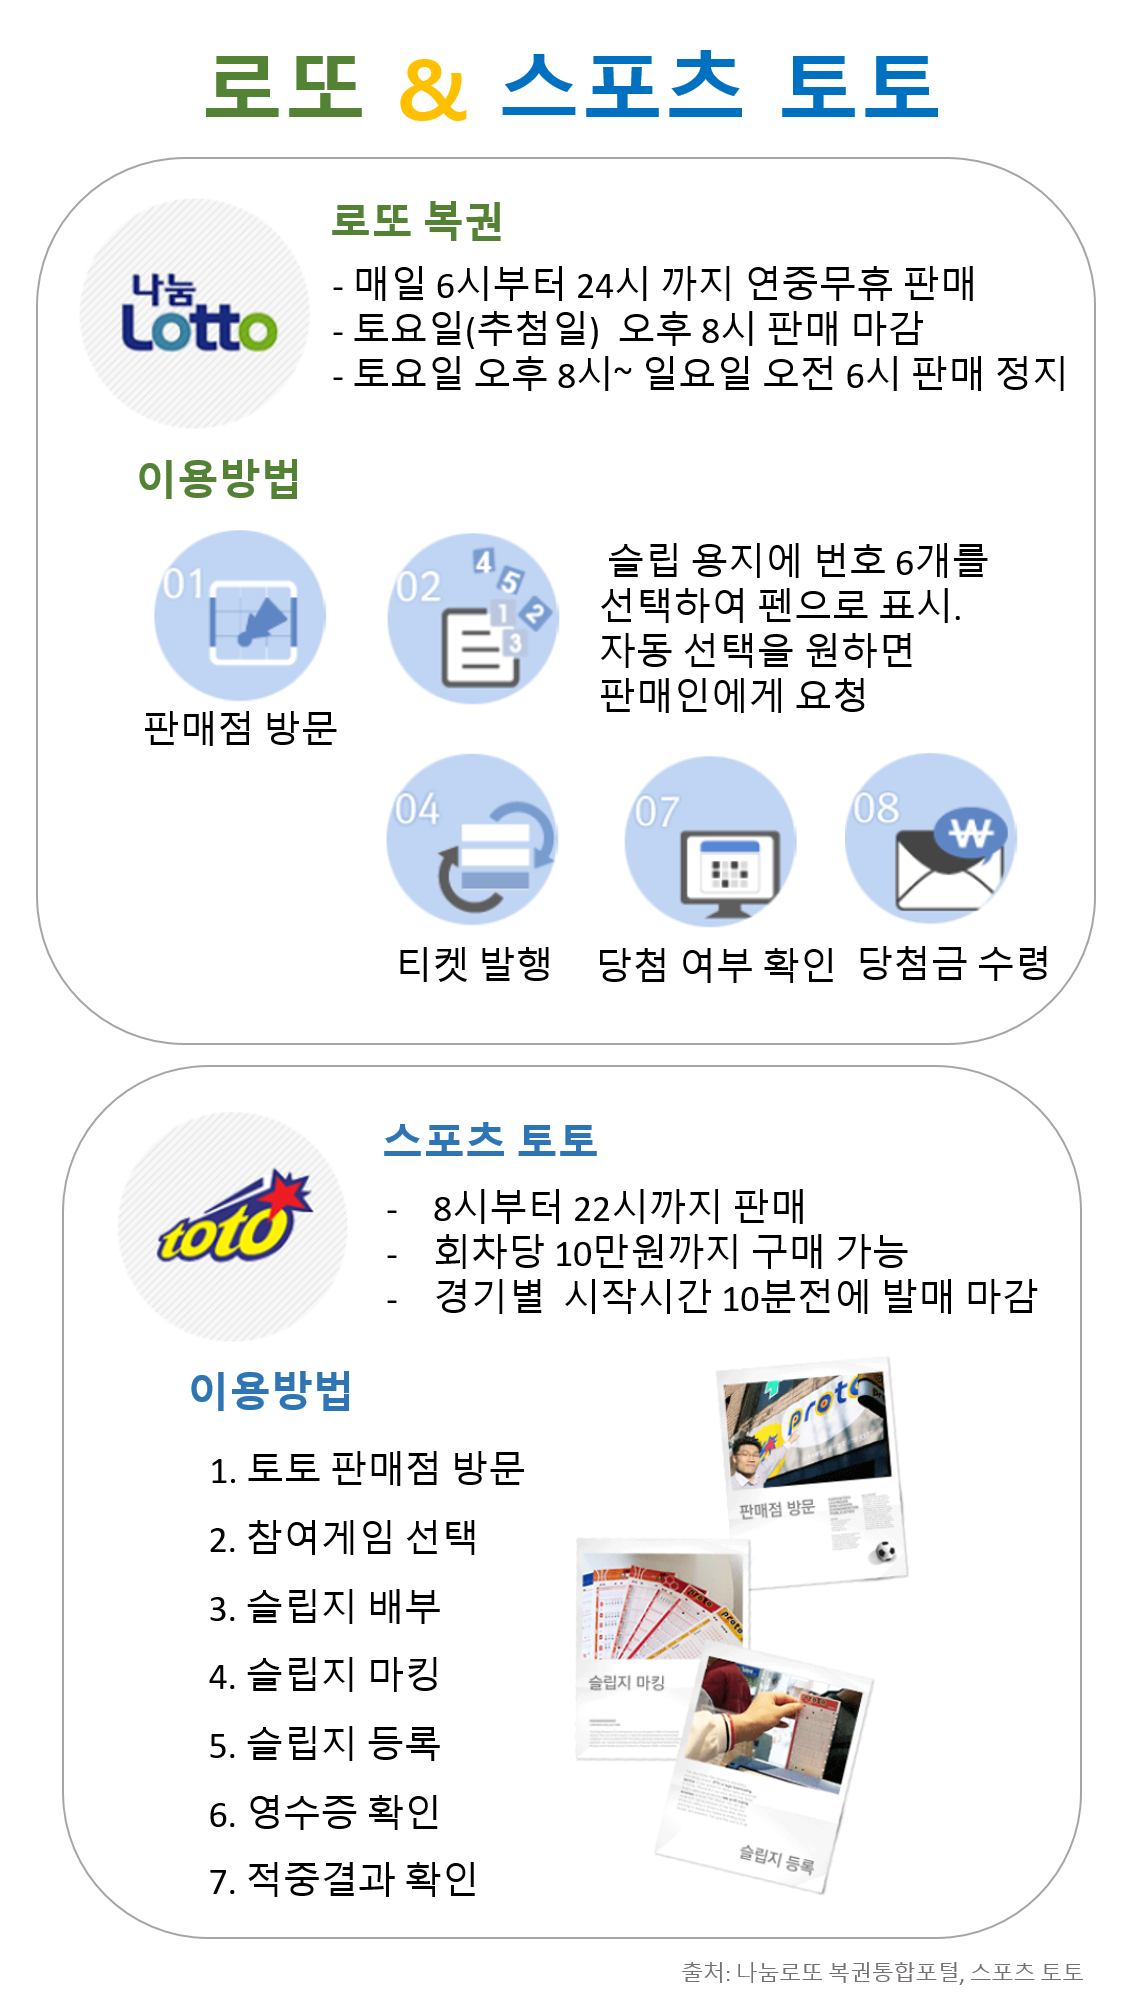 로또 & 스포츠 토토
나눔
Lotto
로또 복권
- 매일 6시부터 24시 까지 연중무휴 판매
- 토요일(추첨일) 오후 8시 판매 마감
- 토요일 오후 8시~ 일요일 오전 6시 판매 정지
이용방법
01
판매점 방문
02
4
5
1
2
3
슬립 용지에 번호 6개를
선택하여 펜으로 표시.
자동 선택을 원하면
판매인에게 요청
04
티켓 발행
07
당첨 여부 확인
08
₩
당첨금 수령
toto
스포츠 토토
- 8시부터 22시까지 판매
- 회차당 10만원까지 구매 가능
- 경기별 시작시간 10분전에 발매 마감
이용방법
1. 토토 판매점 방문
2. 참여게임 선택
3. 슬립지 배부
4. 슬립지 마킹
5. 슬립지 등록
6. 영수증 확인
7. 적중결과 확인
proto
판매점 방문
proto
슬립지 마킹
proto
슬립지 등록
출처: 나눔로또 복권통합포털, 스포츠 토토